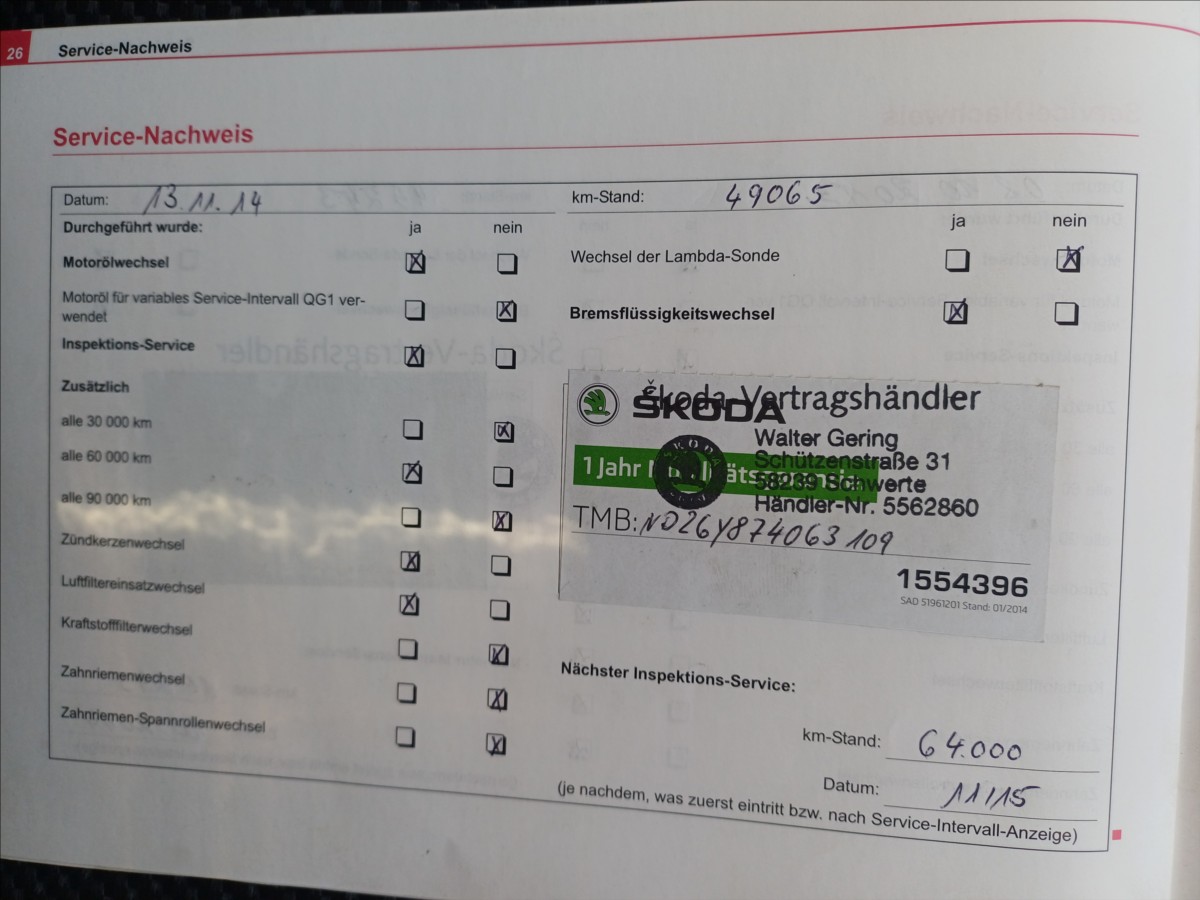 26 Service-Nachweis
Service-Nachweis
Datum: 13.11.14
Durchgeführt wurde: ja nein
Motorölwechsel
Motoröl für variables Service-Intervall QG1 ver-
wendet
Inspektions-Service
Zusätzlich
alle 30 000 km
alle 60 000 km
alle 90 000 km
Zündkerzenwechsel
Luftfiltereinsatzwechsel
Kraftstofffilterwechsel
Zahnriemenwechsel
Zahnriemen-Spannrollenwechsel
km-Stand: 49065
ja nein
Wechsel der Lambda-Sonde
Bremsflüssigkeitswechsel
Škoda Vertragshändler
ŠKODA
Walter Gering
Schützenstraße 31
1 Jahr
58239 Schwerte
Händler-Nr. 5562860
TMB: ND26Y874063109
1554396
SAD 51961201 Stand: 01/2014
Nächster Inspektions-Service:
km-Stand: 64.000
Datum: 11/15
(je nachdem, was zuerst eintritt bzw. nach Service-Intervall-Anzeige)